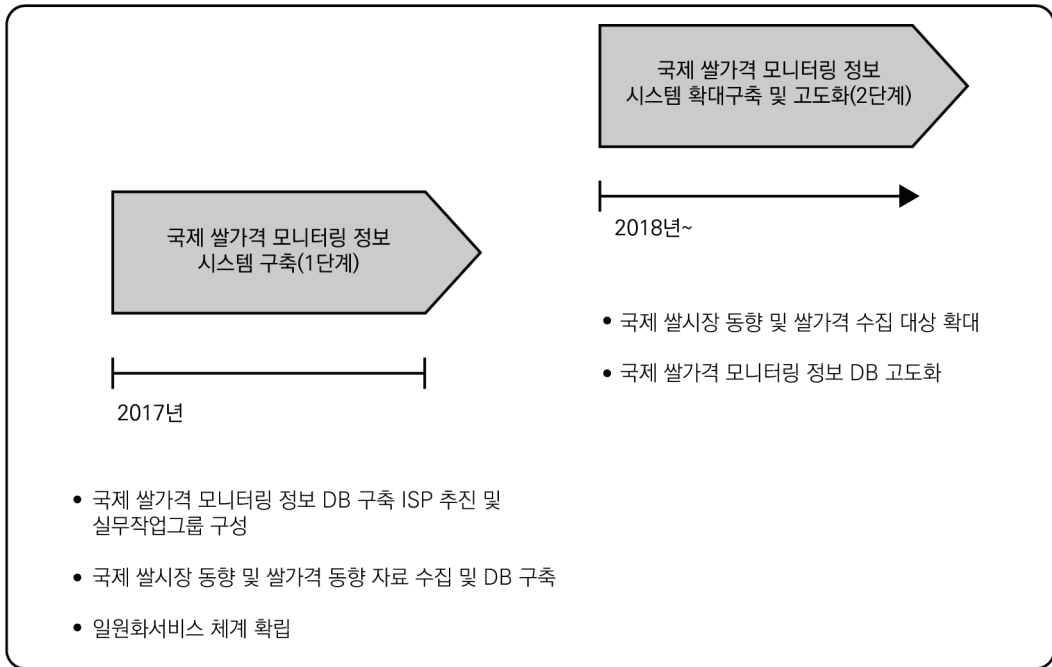 국제 쌀가격 모니터링 정보
시스템 확대구축 및 고도화(2단계)
2018년~
• 국제 쌀시장 동향 및 쌀가격 수집 대상 확대
• 국제 쌀가격 모니터링 정보 DB 고도화
국제 쌀가격 모니터링 정보
시스템 구축(1단계)
2017년
• 국제 쌀가격 모니터링 정보 DB 구축 ISP 추진 및
실무작업그룹 구성
• 국제 쌀시장 동향 및 쌀가격 동향 자료 수집 및 DB 구축
• 일원화서비스 체계 확립